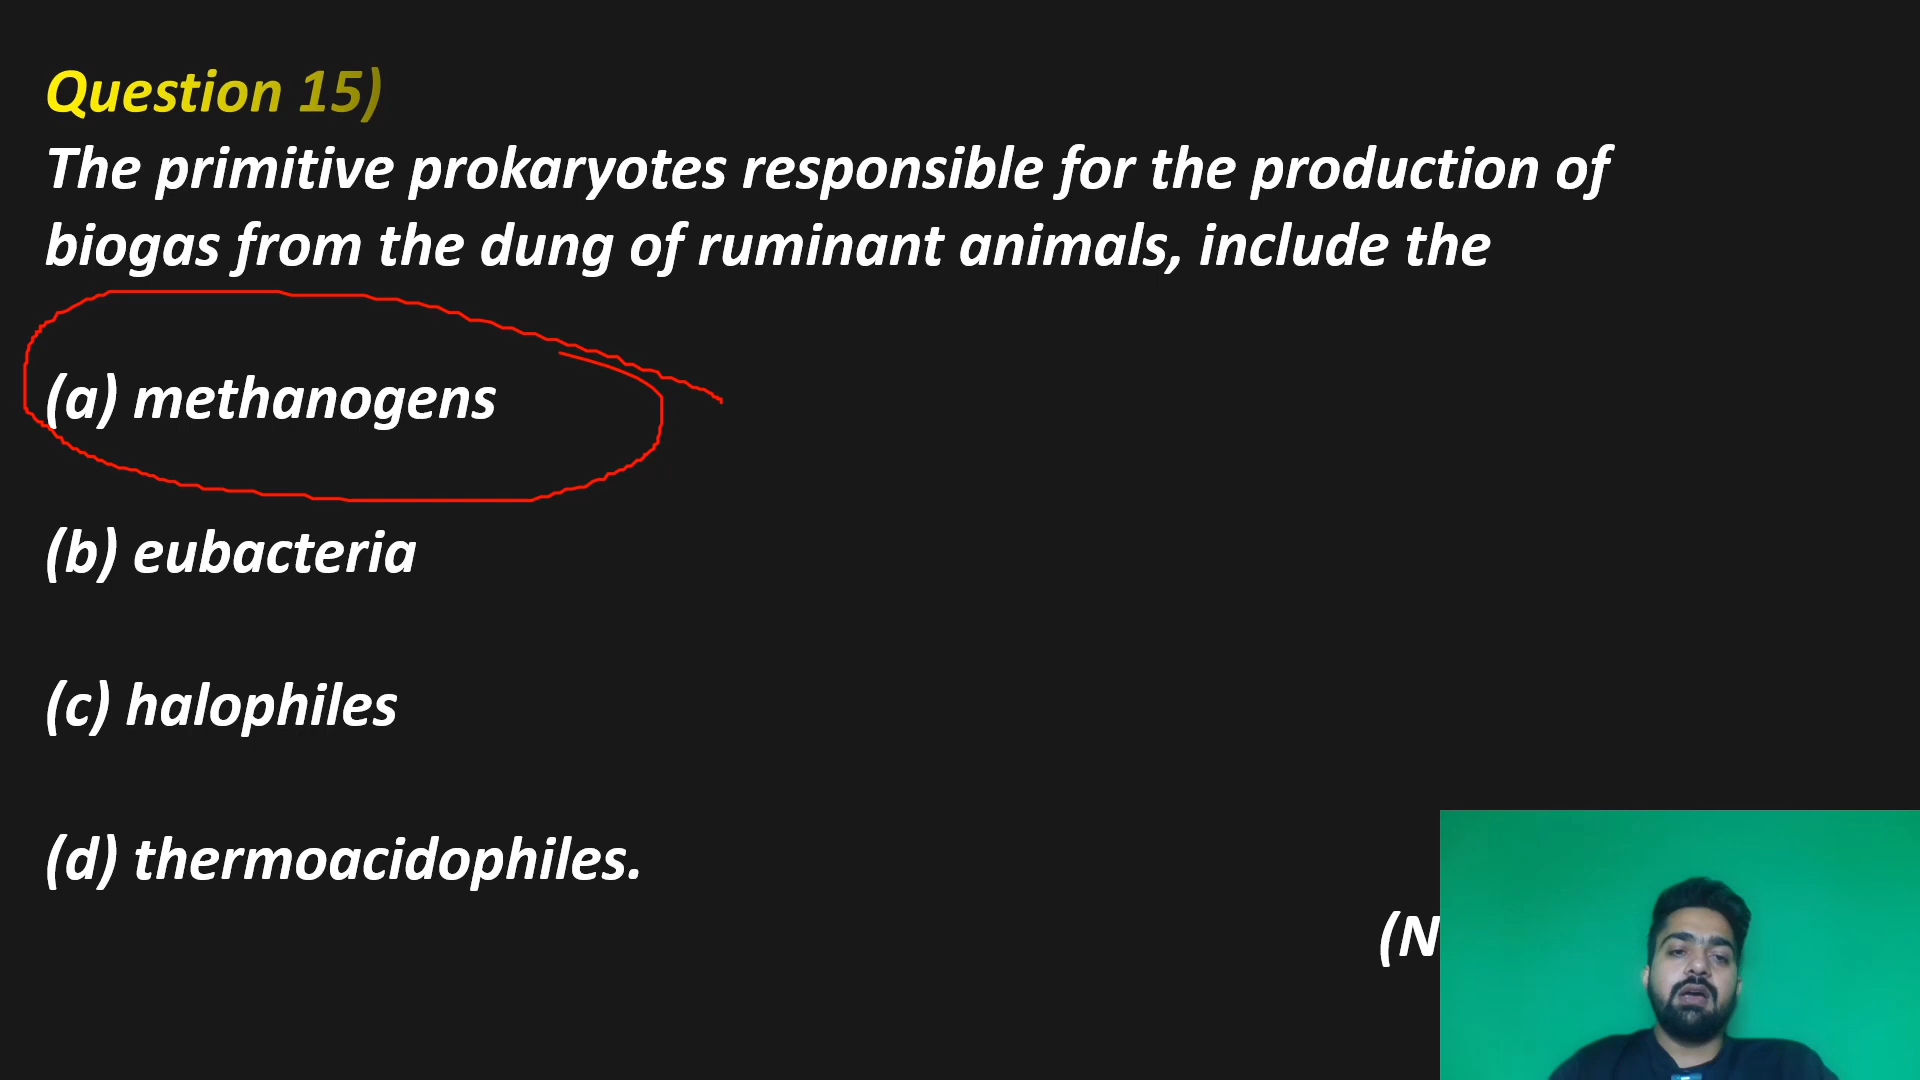 Question 15)
The primitive prokaryotes responsible for the production of
biogas from the dung of ruminant animals, include the
(a) methanogens
(b) eubacteria
(c) halophiles
(d) thermoacidophiles.
(N